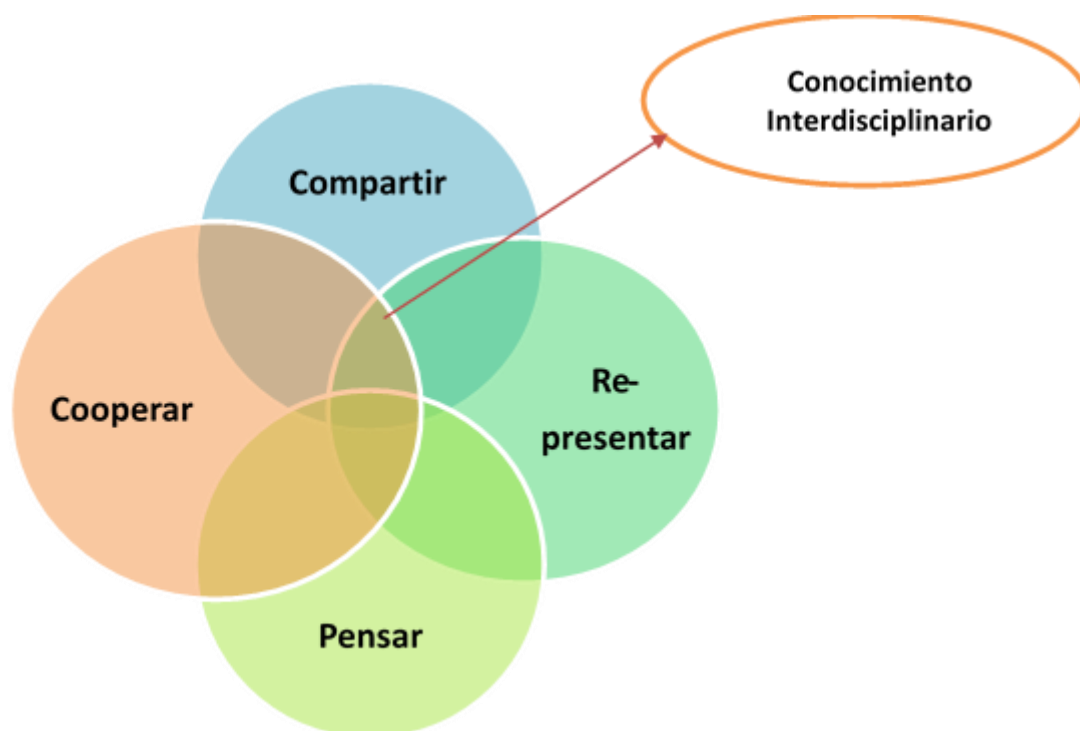 Conocimiento
Interdisciplinario
Compartir
Re-
presentar
Cooperar
Pensar